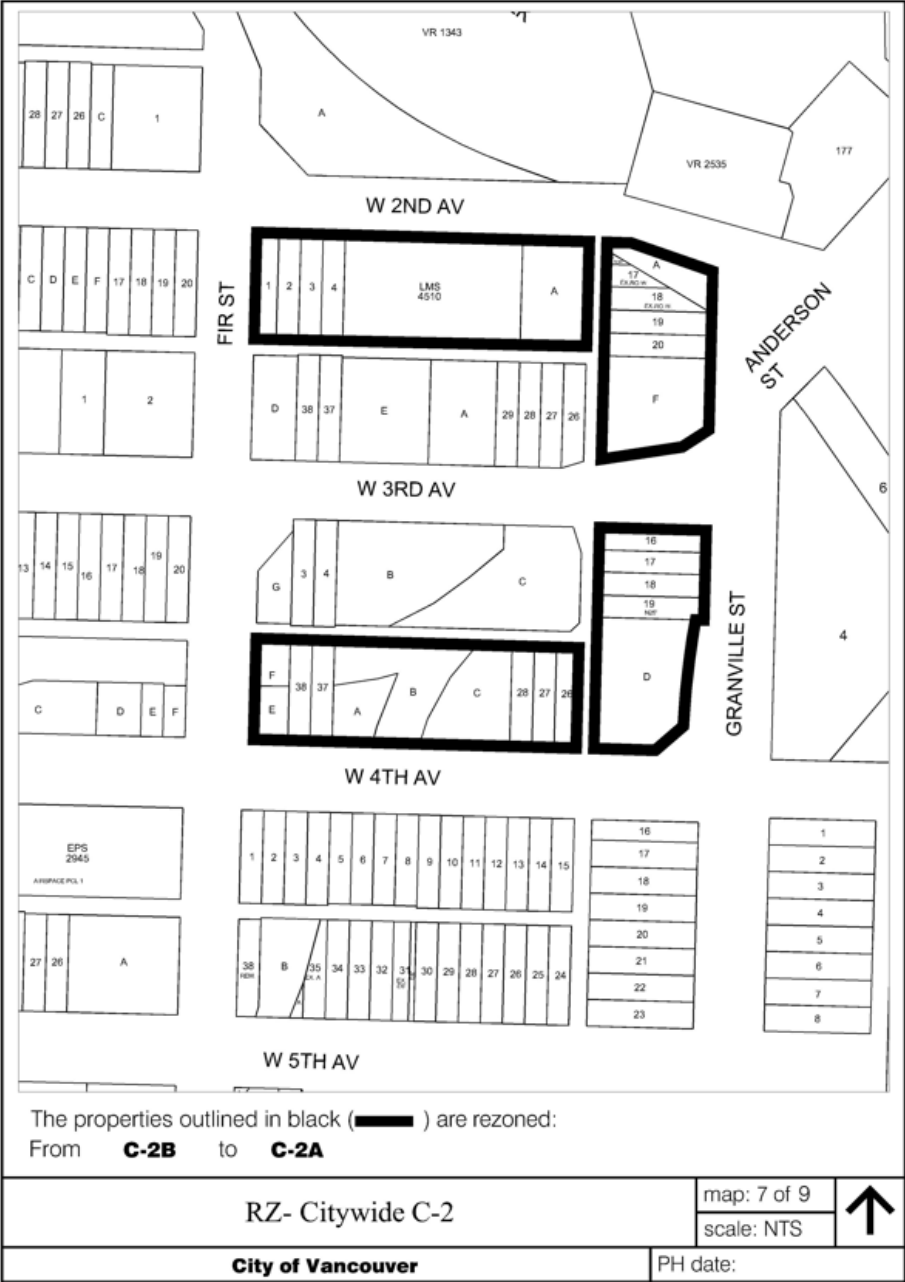 VR 1343
A
28 27 26 C 1
VR 2535
177
W 2ND AV
C D E F 17 18 19 20
FIR ST
1 2 3 4 LMS A
4510
A
17
18
19
20
F
ANDERSON
ST
1 2
D 38 37 E A 29 28 27 26
W 3RD AV
6
13 14 15 16 17 18 19 20
G 3 4 B C
16
17
18
19
D
GRANVILLE ST
4
C D E F
F
E
38 37 A B C 28 27 26
W 4TH AV
EPS
2945
AIRSPACE PCL 1
1 2 3 4 5 6 7 8 9 10 11 12 13 14 15
16
17
18
19
20
21
22
23
1
2
3
4
5
6
7
8
27 26 A
38 B 35 34 33 32 31 30 29 28 27 26 25 24
W 5TH AV
The properties outlined in black ( ) are rezoned:
From C-2B to C-2A
RZ- Citywide C-2
map: 7 of 9
scale: NTS
City of Vancouver
PH date: